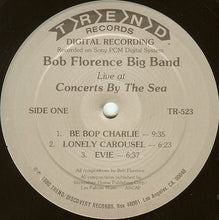 TREND
RECORDS
DIGITAL RECORDING
Recorded on Sony PCM Digital System
Bob Florence Big Band
Live at
Concerts By The Sea
SIDE ONE
TR-523
1. BE BOP CHARLIE — 9:35
2. LONELY CAROUSEL — 6:23
3. EVIE — 6:37
All compositions by Bob Florence